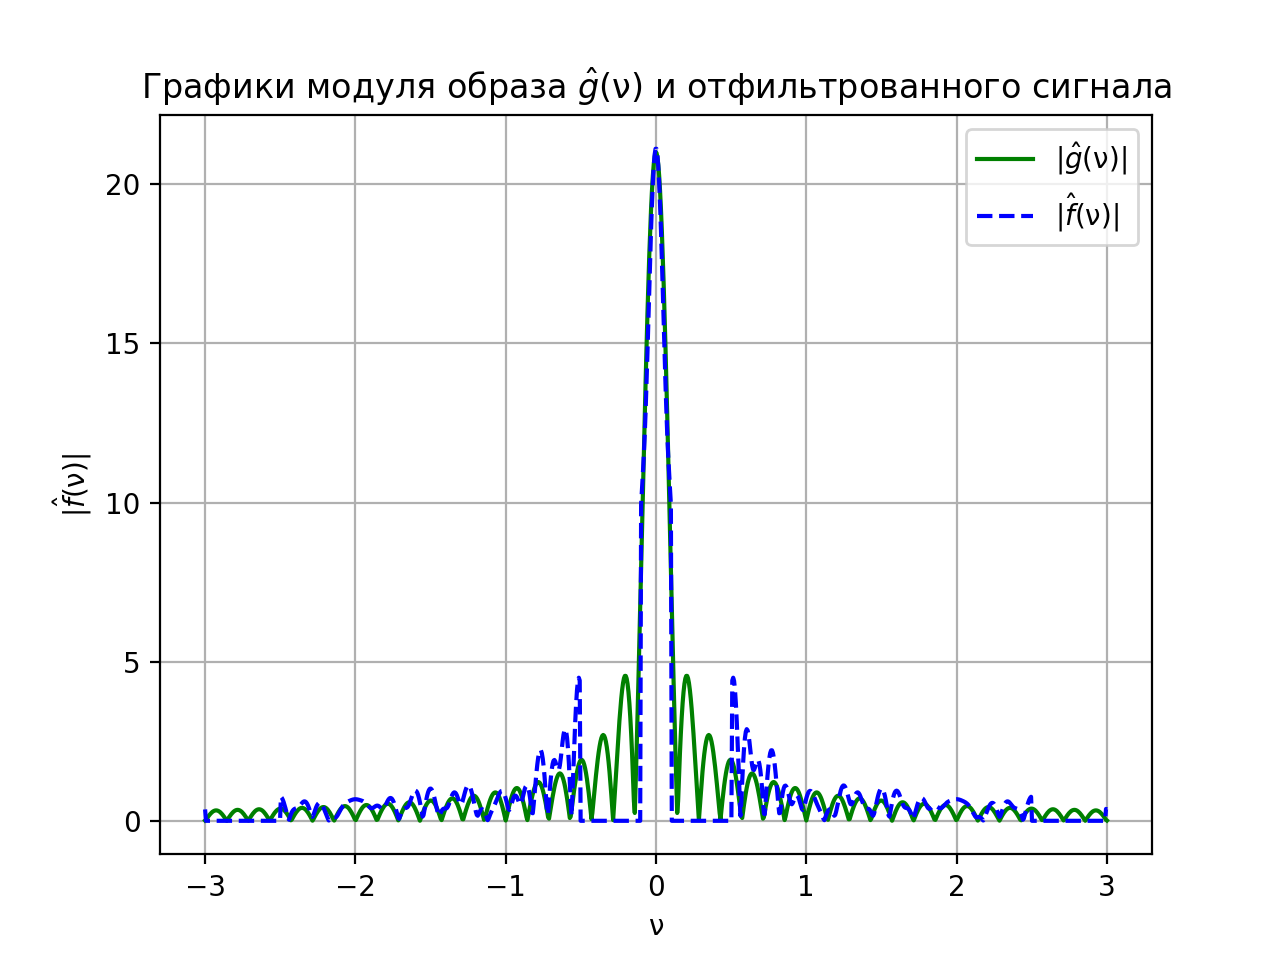 Графики модуля образа ĝ(ν) и отфильтрованного сигнала
|ĝ(ν)|
|f̂(ν)|
|f̂(ν)|
20
15
10
5
0
−3 −2 −1 0 1 2 3
ν